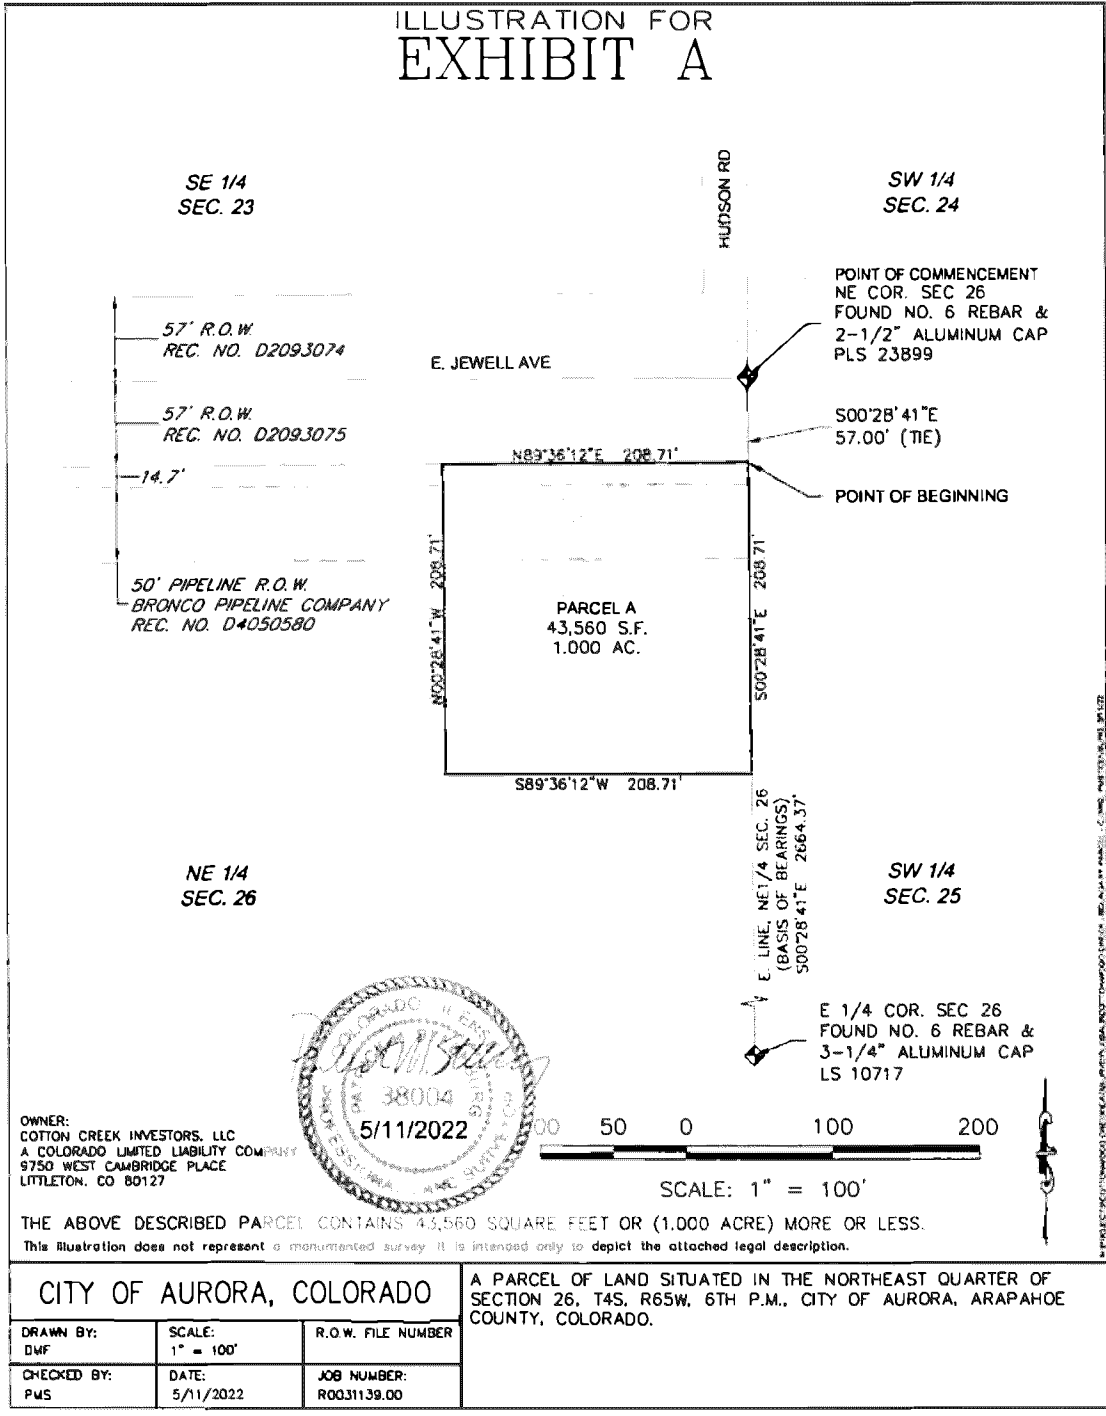 ILLUSTRATION FOR
EXHIBIT A
SE 1/4
SEC. 23
HUDSON RD
SW 1/4
SEC. 24
POINT OF COMMENCEMENT
NE COR. SEC 26
FOUND NO. 6 REBAR &
2-1/2" ALUMINUM CAP
PLS 23899
57' R.O.W.
REC. NO. D2093074
E. JEWELL AVE
57' R.O.W.
REC. NO. D2093075
S00°28'41"E
57.00' (TIE)
N89°36'12"E 208.71'
14.7'
POINT OF BEGINNING
N00°28'41"W 208.71'
S00°28'41"E 208.71'
50' PIPELINE R.O.W.
BRONCO PIPELINE COMPANY
REC. NO. D4050580
PARCEL A
43,560 S.F.
1.000 AC.
S89°36'12"W 208.71'
E. LINE, NE1/4 SEC. 26
(BASIS OF BEARINGS)
S00°28'41"E 2664.37'
NE 1/4
SEC. 26
SW 1/4
SEC. 25
E 1/4 COR. SEC 26
FOUND NO. 6 REBAR &
3-1/4" ALUMINUM CAP
LS 10717
COLORADO
38004
5/11/2022
OWNER:
COTTON CREEK INVESTORS, LLC
A COLORADO LIMITED LIABILITY COMPANY
9750 WEST CAMBRIDGE PLACE
LITTLETON, CO 80127
50 0 100 200
SCALE: 1" = 100'
THE ABOVE DESCRIBED PARCEL CONTAINS 43,560 SQUARE FEET OR (1.000 ACRE) MORE OR LESS.
This illustration does not represent a monumented survey. It is intended only to depict the attached legal description.
CITY OF AURORA, COLORADO
A PARCEL OF LAND SITUATED IN THE NORTHEAST QUARTER OF
SECTION 26, T4S, R65W, 6TH P.M., CITY OF AURORA, ARAPAHOE
COUNTY, COLORADO.
DRAWN BY:
DMF
SCALE:
1" = 100'
R.O.W. FILE NUMBER
CHECKED BY:
PMS
DATE:
5/11/2022
JOB NUMBER:
R0031139.00